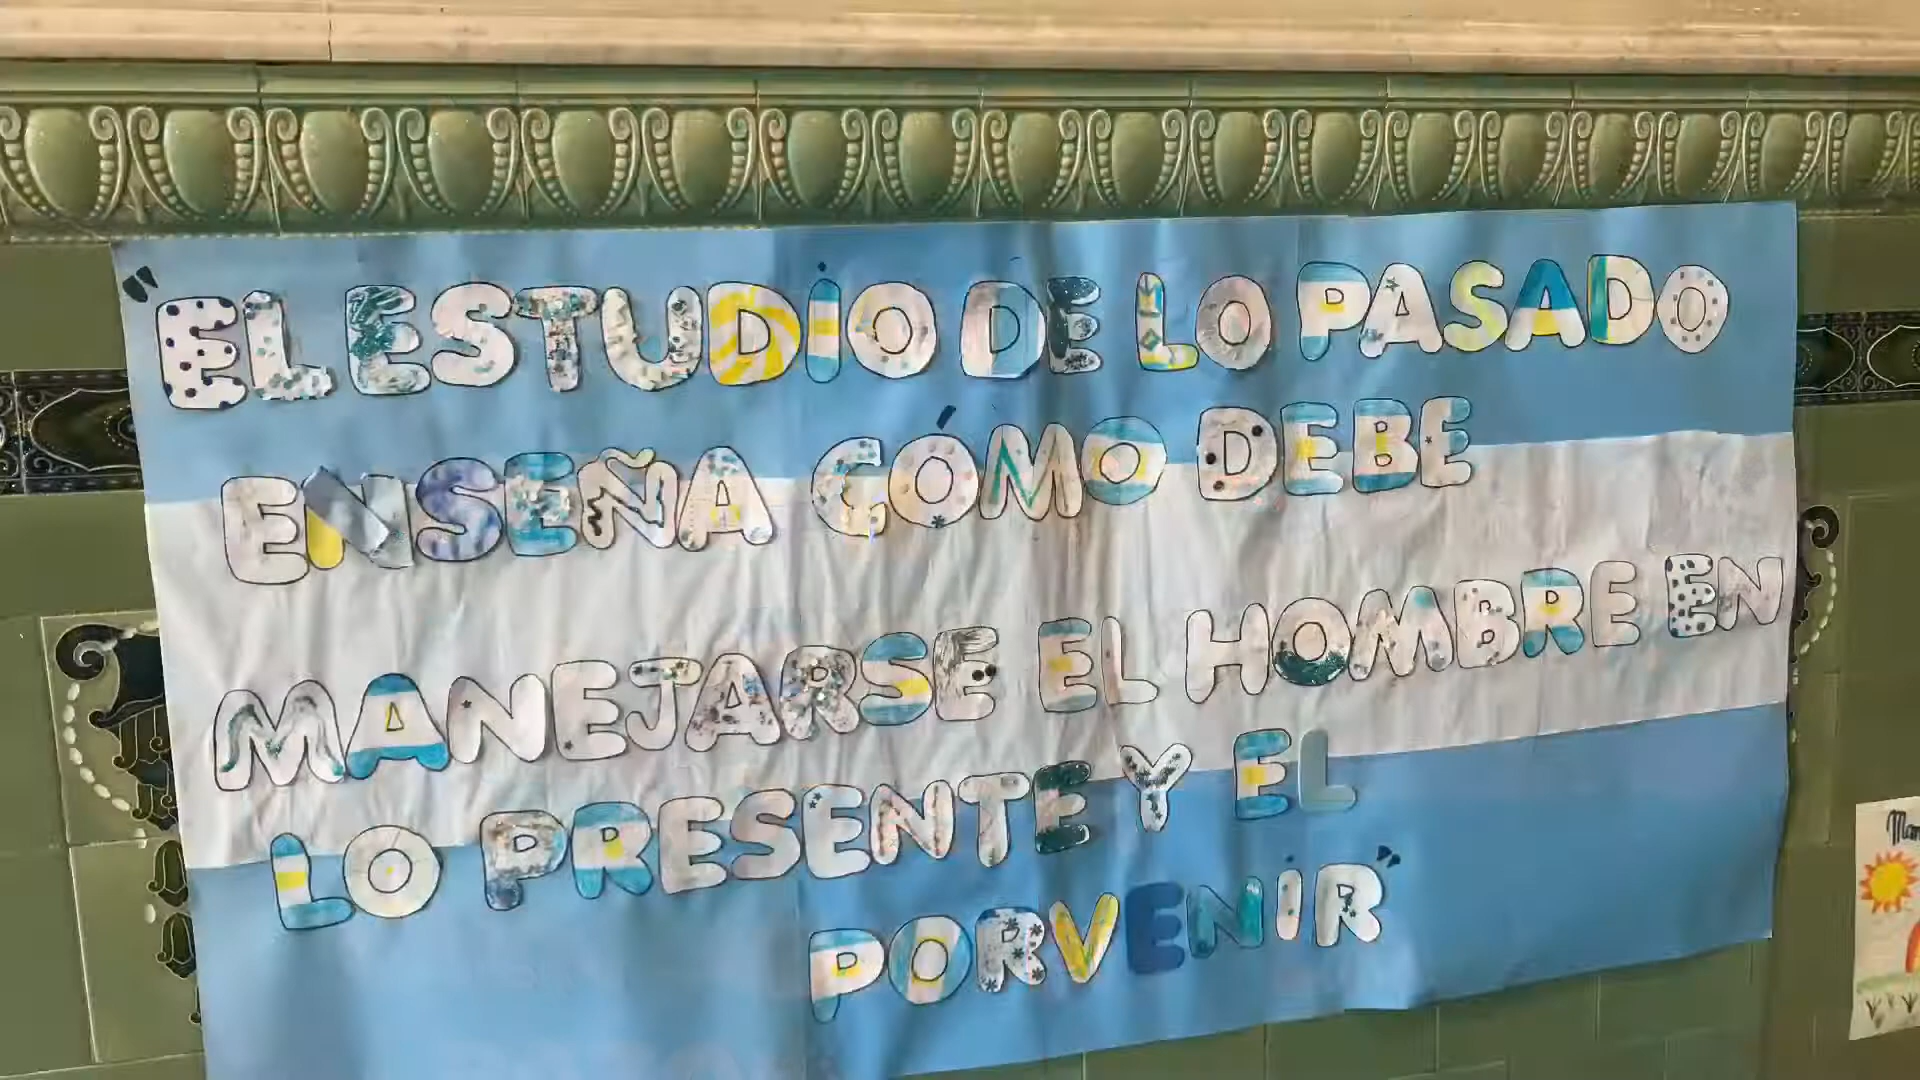 "EL ESTUDIO DE LO PASADO
ENSEÑA CÓMO DEBE
MANEJARSE EL HOMBRE EN
LO PRESENTE Y EL
PORVENIR"